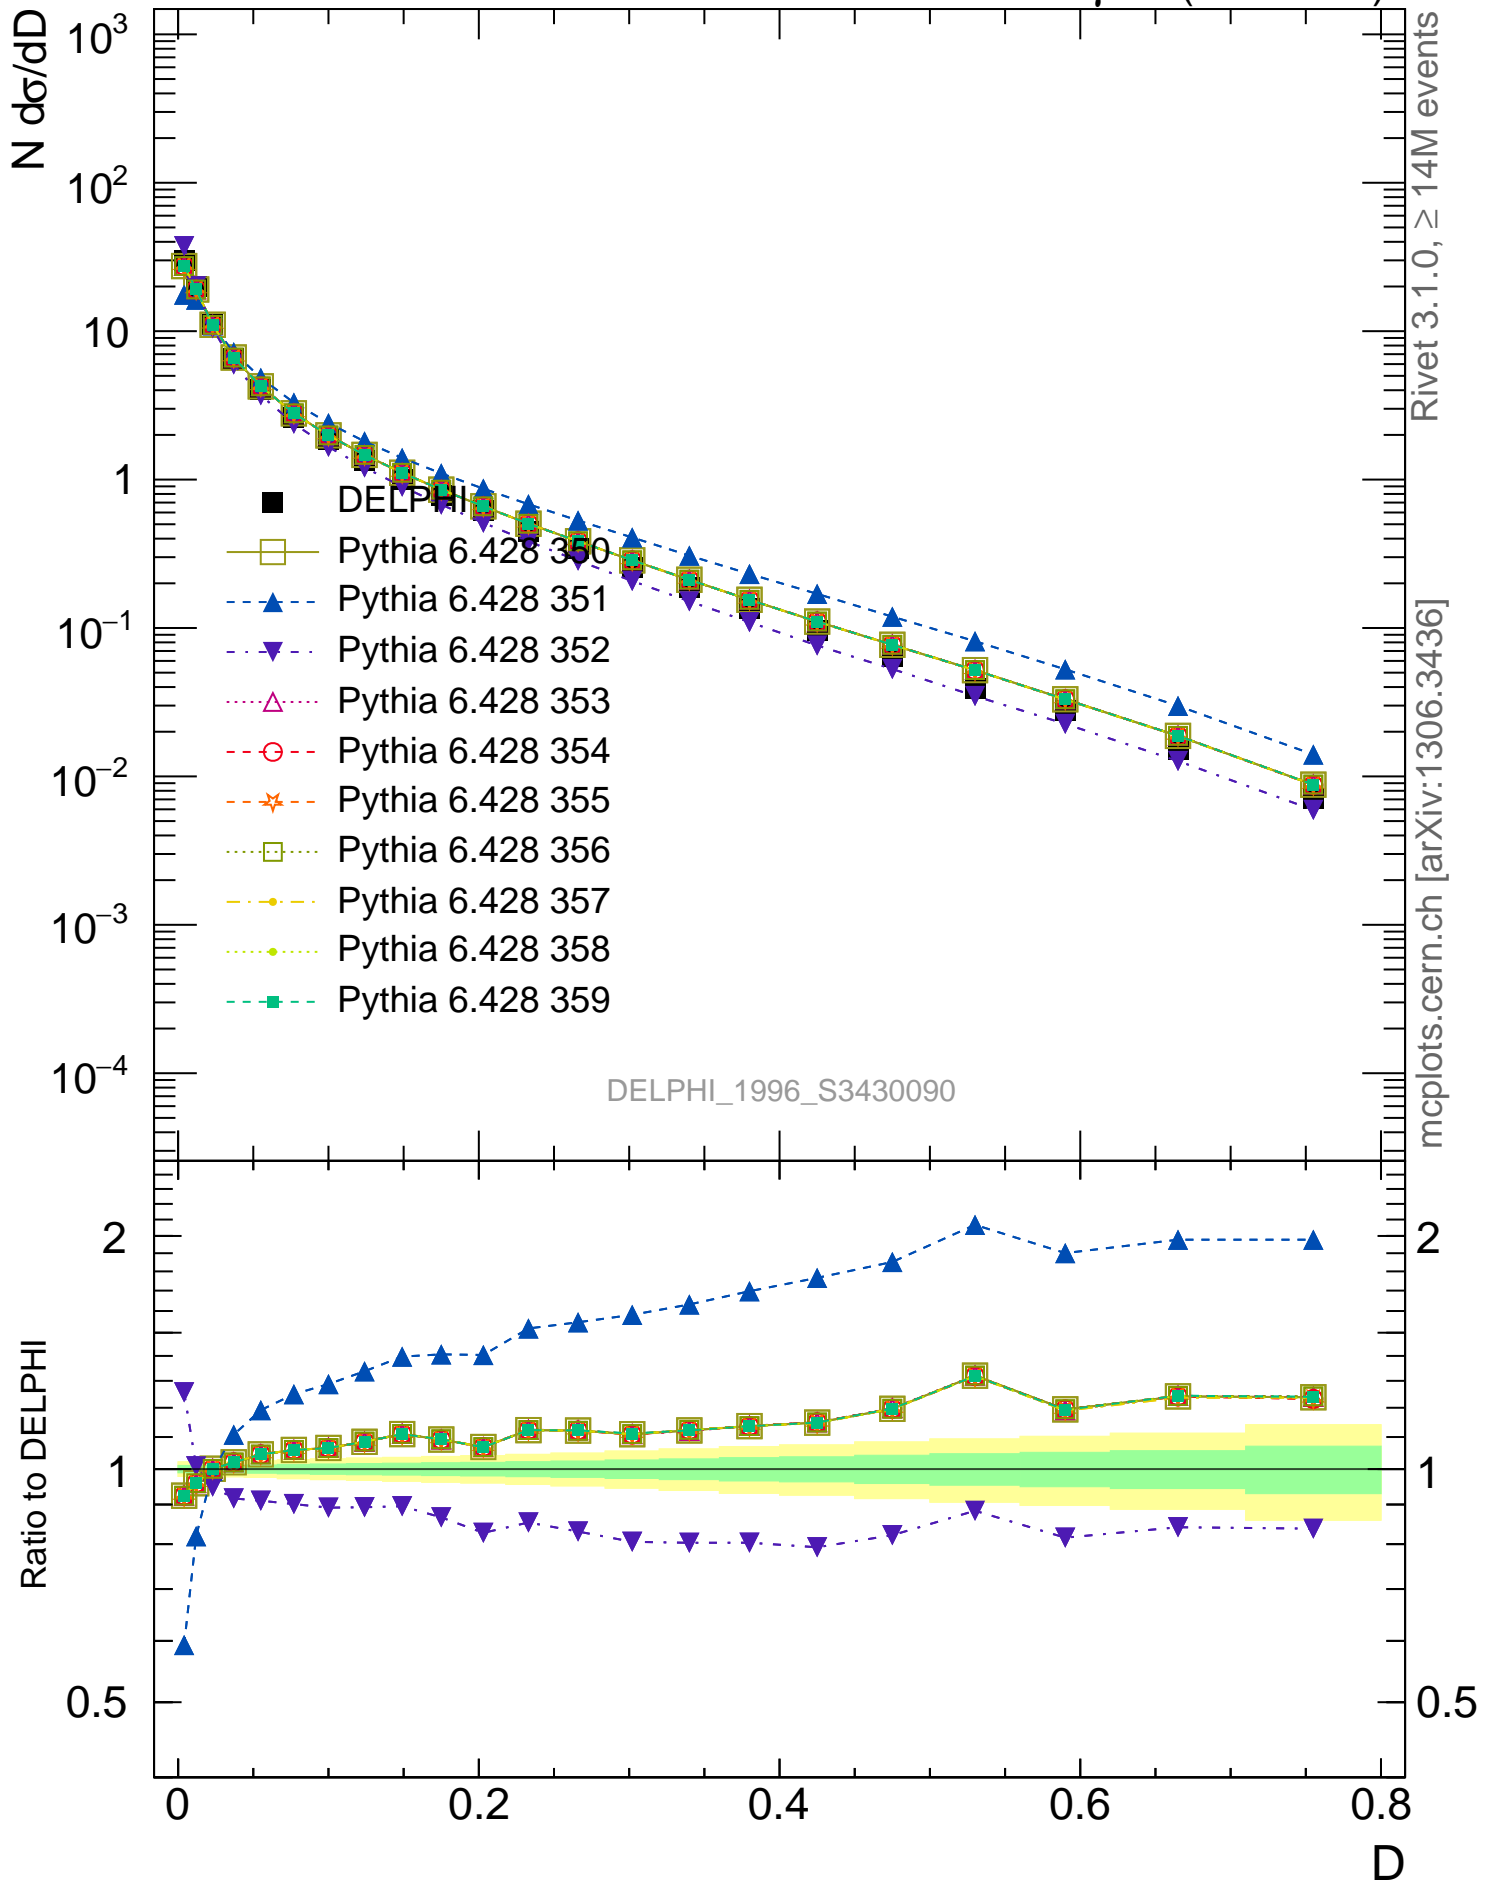 N dσ/dD
10³
10²
10
1
10⁻¹
10⁻²
10⁻³
10⁻⁴
DELPHI
Pythia 6.428 350
Pythia 6.428 351
Pythia 6.428 352
Pythia 6.428 353
Pythia 6.428 354
Pythia 6.428 355
Pythia 6.428 356
Pythia 6.428 357
Pythia 6.428 358
Pythia 6.428 359
DELPHI_1996_S3430090
Rivet 3.1.0, ≥ 14M events
mcplots.cern.ch [arXiv:1306.3436]
Ratio to DELPHI
2
1
0.5
2
1
0.5
0 0.2 0.4 0.6 0.8
D